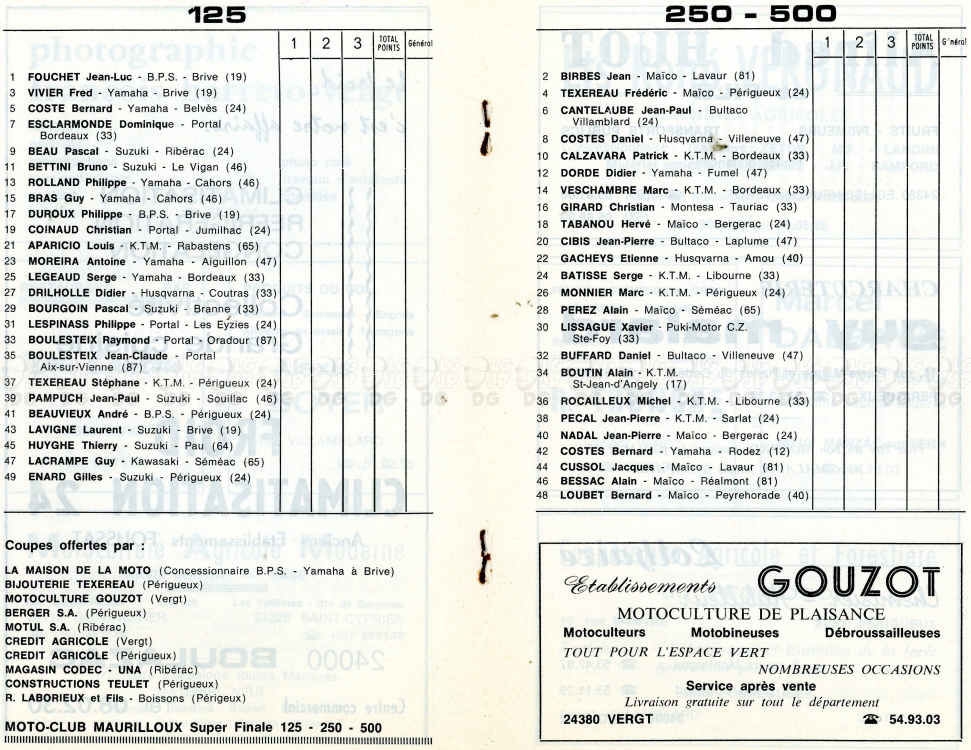 125
1 2 3 TOTAL POINTS Général
1 FOUCHET Jean-Luc - B.P.S. - Brive (19)
3 VIVIER Fred - Yamaha - Brive (19)
5 COSTE Bernard - Yamaha - Belvès (24)
7 ESCLARMONDE Dominique - Portal
Bordeaux (33)
9 BEAU Pascal - Suzuki - Ribérac (24)
11 BETTINI Bruno - Suzuki - Le Vigan (46)
13 ROLLAND Philippe - Yamaha - Cahors (46)
15 BRAS Guy - Yamaha - Cahors (46)
17 DUROUX Philippe - B.P.S. - Brive (19)
19 COINAUD Christian - Portal - Jumilhac (24)
21 APARICIO Louis - K.T.M. - Rabastens (65)
23 MOREIRA Antoine - Yamaha - Aiguillon (47)
25 LEGEAUD Serge - Yamaha - Bordeaux (33)
27 DRILHOLLE Didier - Husqvarna - Coutras (33)
29 BOURGOIN Pascal - Suzuki - Branne (33)
31 LESPINASS Philippe - Portal - Les Eyzies (24)
33 BOULESTEIX Raymond - Portal - Oradour (87)
35 BOULESTEIX Jean-Claude - Portal
Aix-sur-Vienne (87)
37 TEXEREAU Stéphane - K.T.M. - Périgueux (24)
39 PAMPUCH Jean-Paul - Suzuki - Souillac (46)
41 BEAUVIEUX André - B.P.S. - Périgueux (24)
43 LAVIGNE Laurent - Suzuki - Brive (19)
45 HUYGHE Thierry - Suzuki - Pau (64)
47 LACRAMPE Guy - Kawasaki - Séméac (65)
49 ENARD Gilles - Suzuki - Périgueux (24)
Coupes offertes par :
LA MAISON DE LA MOTO (Concessionnaire B.P.S. - Yamaha à Brive)
BIJOUTERIE TEXEREAU (Périgueux)
MOTOCULTURE GOUZOT (Vergt)
BERGER S.A. (Périgueux)
MOTUL S.A. (Ribérac)
CREDIT AGRICOLE (Vergt)
CREDIT AGRICOLE (Périgueux)
MAGASIN CODEC - UNA (Ribérac)
CONSTRUCTIONS TEULET (Périgueux)
R. LABORIEUX et Fils - Boissons (Périgeux)
MOTO-CLUB MAURILLOUX Super Finale 125 - 250 - 500
250 - 500
1 2 3 TOTAL POINTS G'néral
2 BIRBES Jean - Maïco - Lavaur (81)
4 TEXEREAU Frédéric - Maïco - Périgueux (24)
6 CANTELAUBE Jean-Paul - Bultaco
Villamblard (24)
8 COSTES Daniel - Husqvarna - Villeneuve (47)
10 CALZAVARA Patrick - K.T.M. - Bordeaux (33)
12 DORDE Didier - Yamaha - Fumel (47)
14 VESCHAMBRE Marc - K.T.M. - Bordeaux (33)
16 GIRARD Christian - Montesa - Tauriac (33)
18 TABANOU Hervé - Maïco - Bergerac (24)
20 CIBIS Jean-Pierre - Bultaco - Laplume (47)
22 GACHEYS Etienne - Husqvarna - Amou (40)
24 BATISSE Serge - K.T.M. - Libourne (33)
26 MONNIER Marc - K.T.M. - Périgueux (24)
28 PEREZ Alain - Maïco - Séméac (65)
30 LISSAGUE Xavier - Puki-Motor C.Z.
Ste-Foy (33)
32 BUFFARD Daniel - Bultaco - Villeneuve (47)
34 BOUTIN Alain - K.T.M.
St-Jean-d'Angely (17)
36 ROCAILLEUX Michel - K.T.M. - Libourne (33)
38 PECAL Jean-Pierre - K.T.M. - Sarlat (24)
40 NADAL Jean-Pierre - Maïco - Bergerac (24)
42 COSTES Bernard - Yamaha - Rodez (12)
44 CUSSOL Jacques - Maïco - Lavaur (81)
46 BESSAC Alain - Maïco - Réalmont (81)
48 LOUBET Bernard - Maïco - Peyrehorade (40)
Etablissements GOUZOT
MOTOCULTURE DE PLAISANCE
Motoculteurs Motobineuses Débroussailleuses
TOUT POUR L'ESPACE VERT
NOMBREUSES OCCASIONS
Service après vente
Livraison gratuite sur tout le département
24380 VERGT ☎ 54.93.03